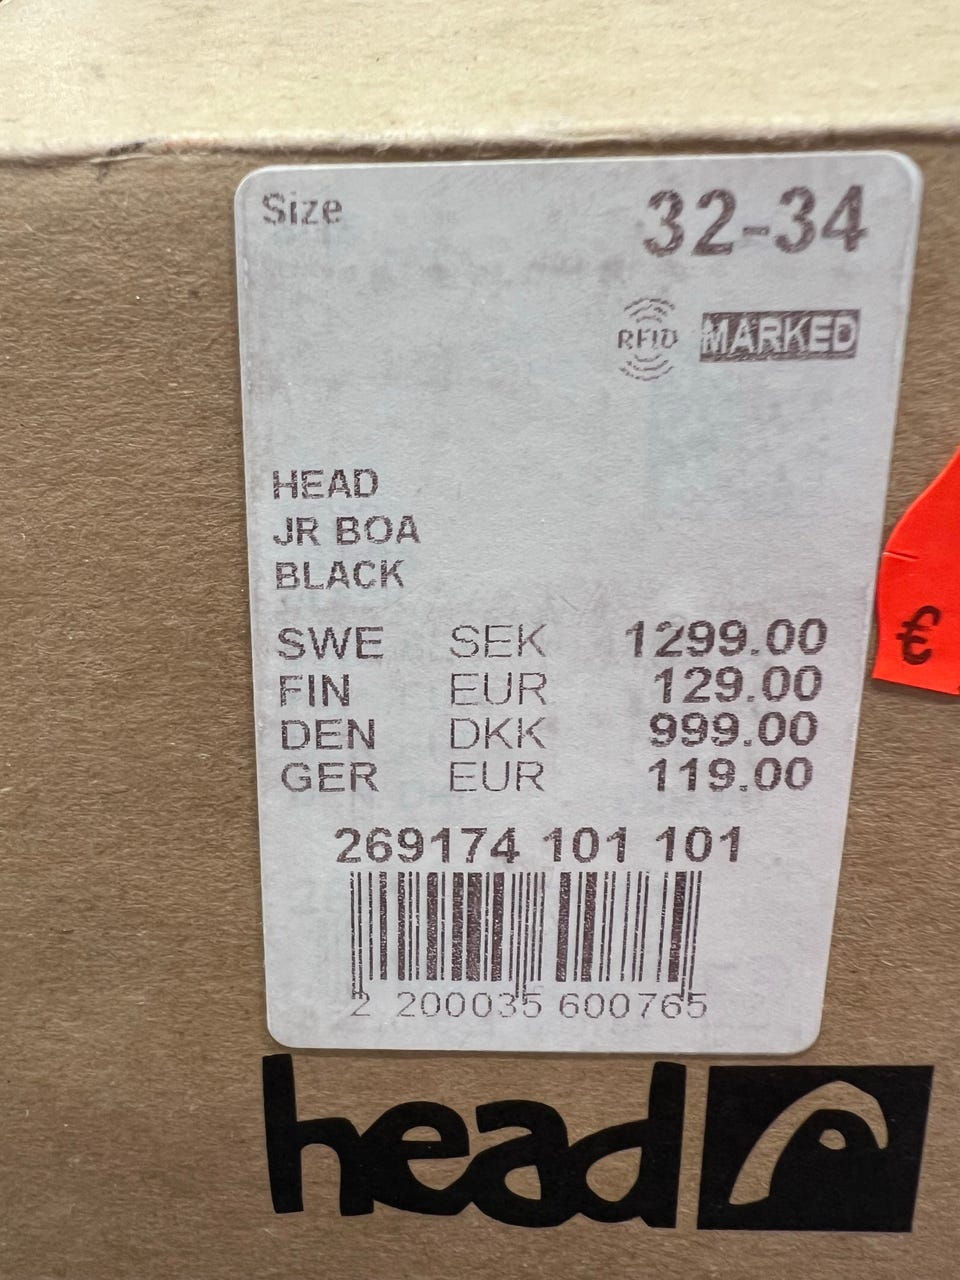 Size 32-34
RFID MARKED
HEAD
JR BOA
BLACK
SWE SEK 1299.00
FIN EUR 129.00
DEN DKK 999.00
GER EUR 119.00
269174 101 101
2 200035 600765
€
head